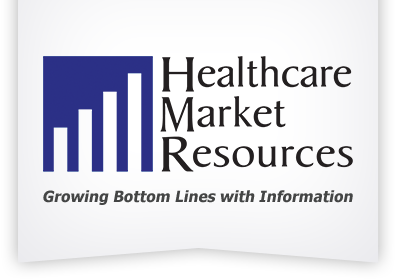 Healthcare
Market
Resources
Growing Bottom Lines with Information